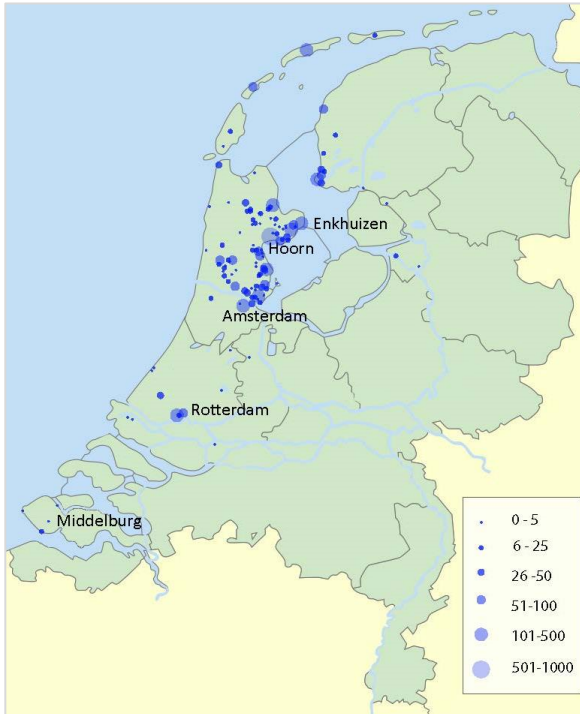 Enkhuizen
Hoorn
Amsterdam
Rotterdam
Middelburg
0 - 5
6 - 25
26 -50
51-100
101-500
501-1000